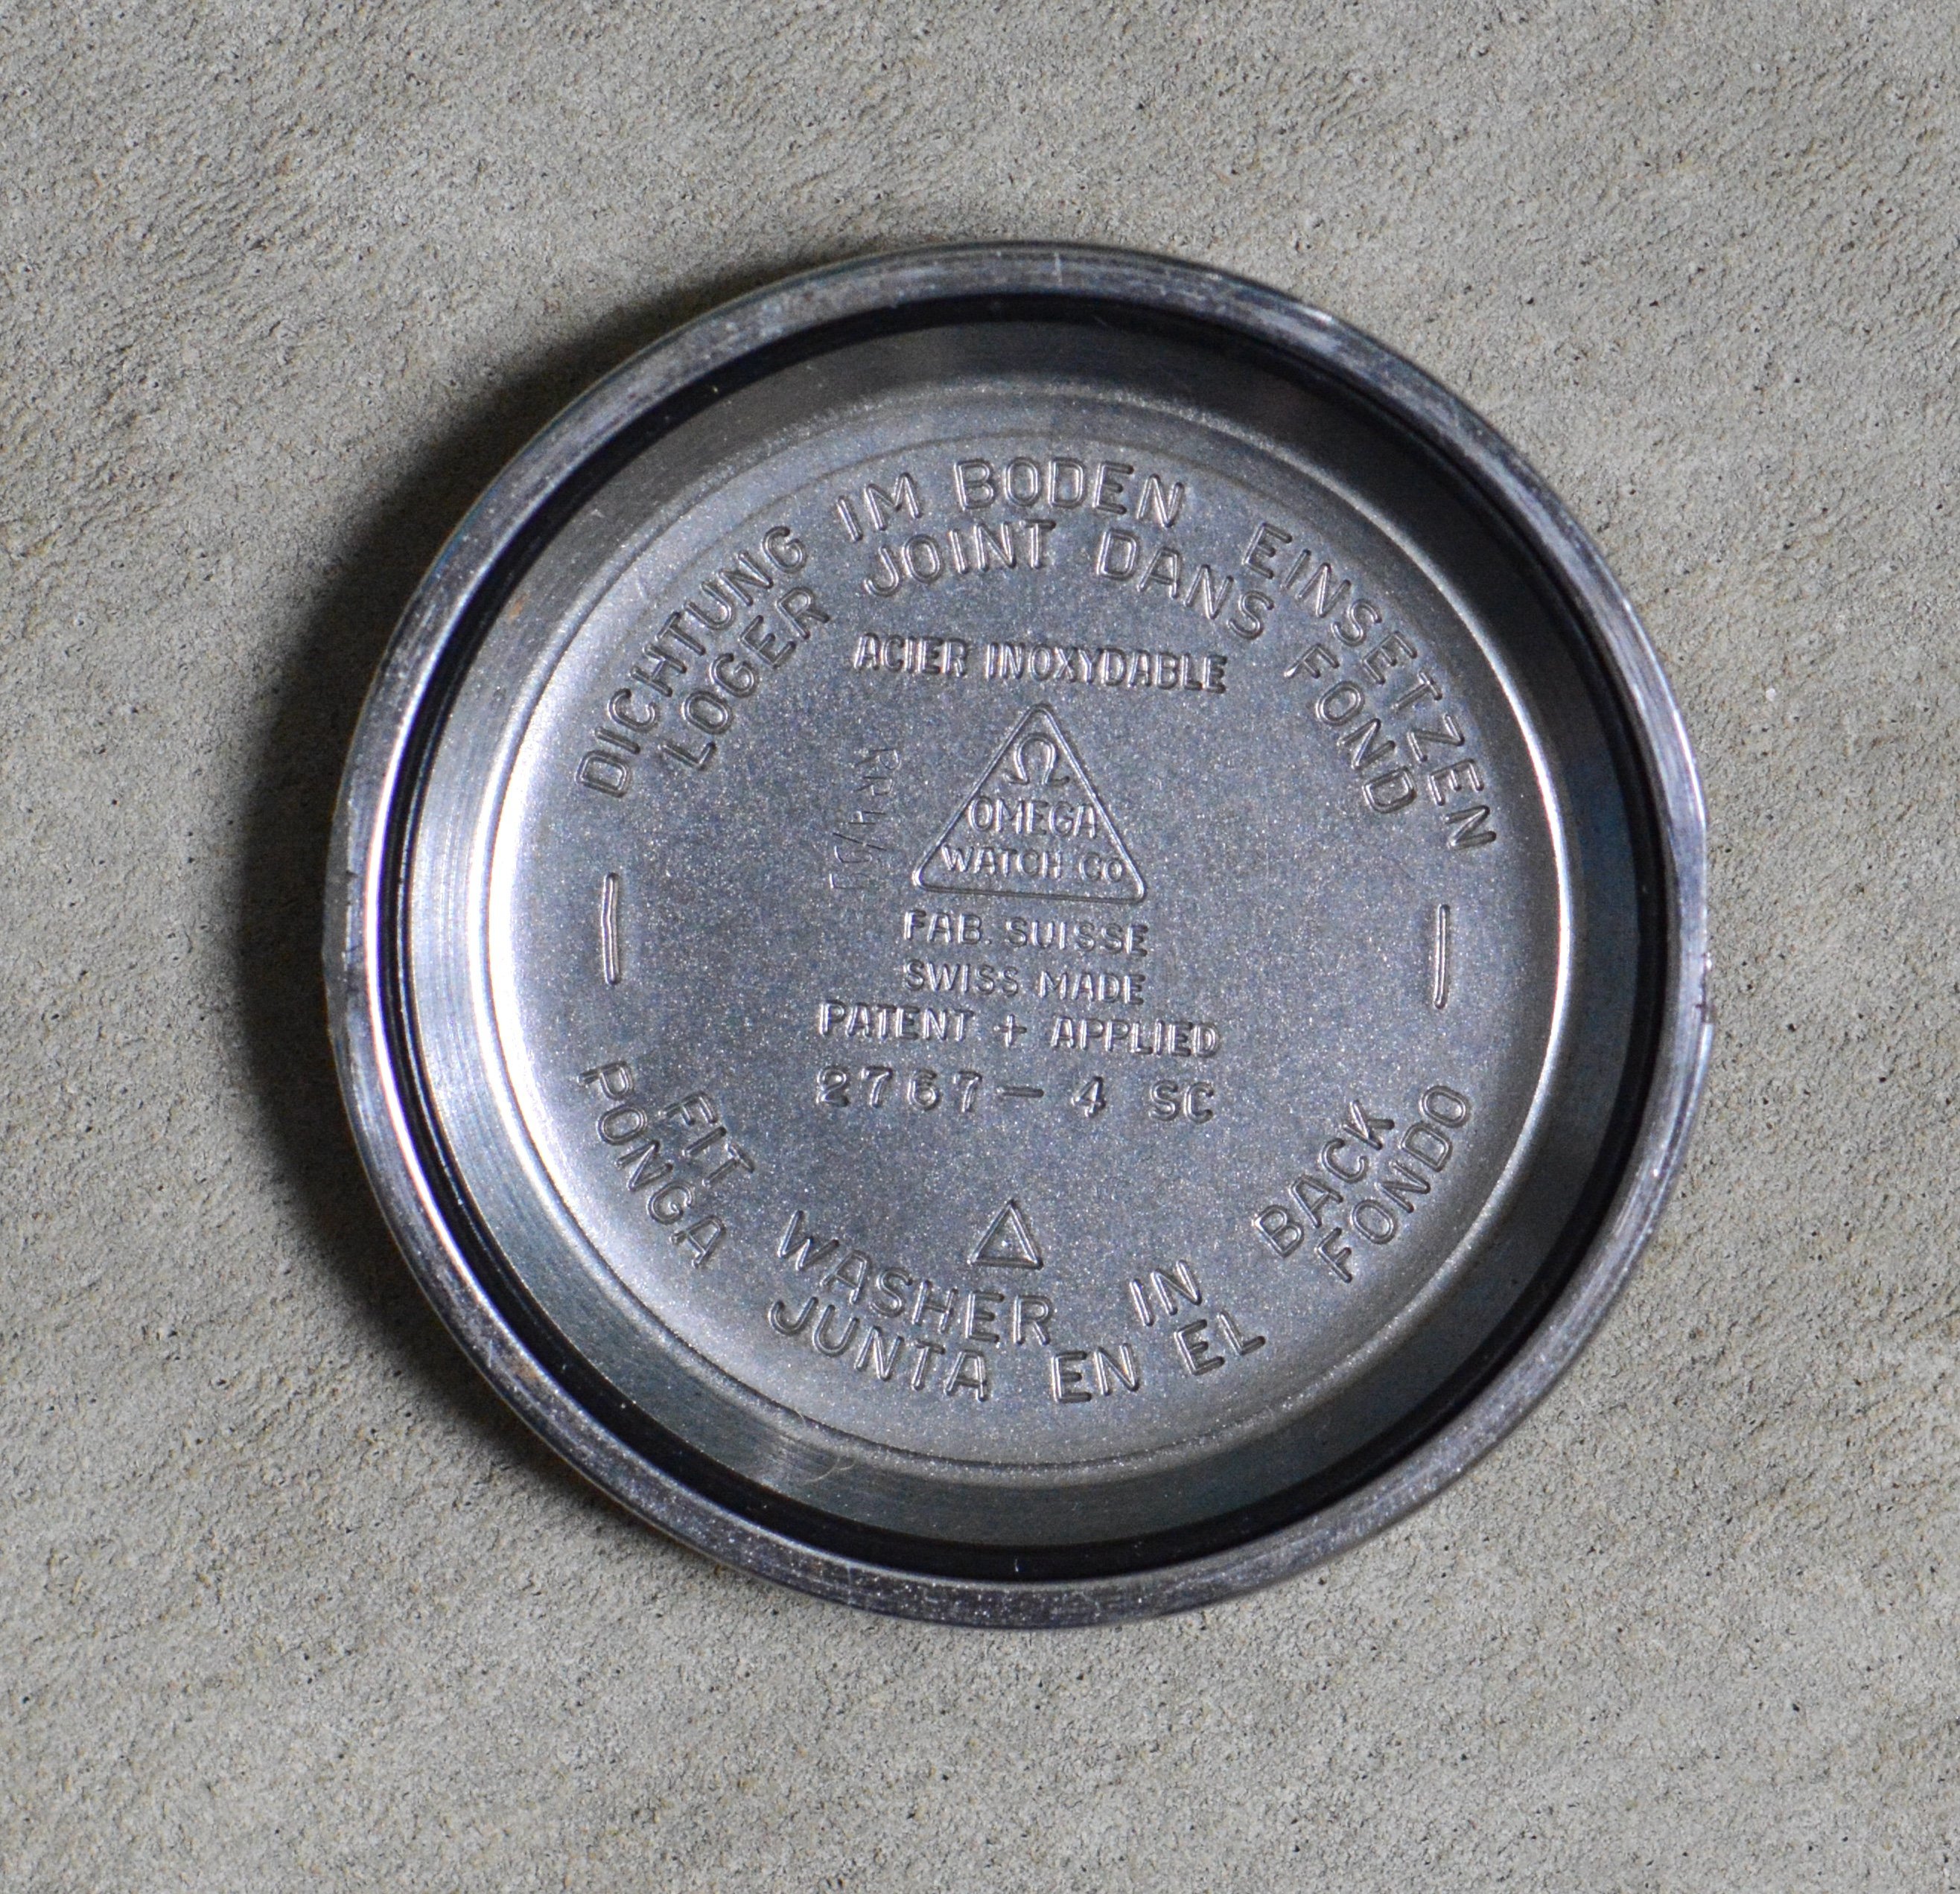 DICHTUNG IM BODEN EINSETZEN
LOGER JOINT DANS FOND
ACIER INOXYDABLE
Ω
OMEGA
WATCH CO
FAB. SUISSE
SWISS MADE
PATENT + APPLIED
2767-4 SC
FIT WASHER IN BACK
PONGA JUNTA EN EL FONDO